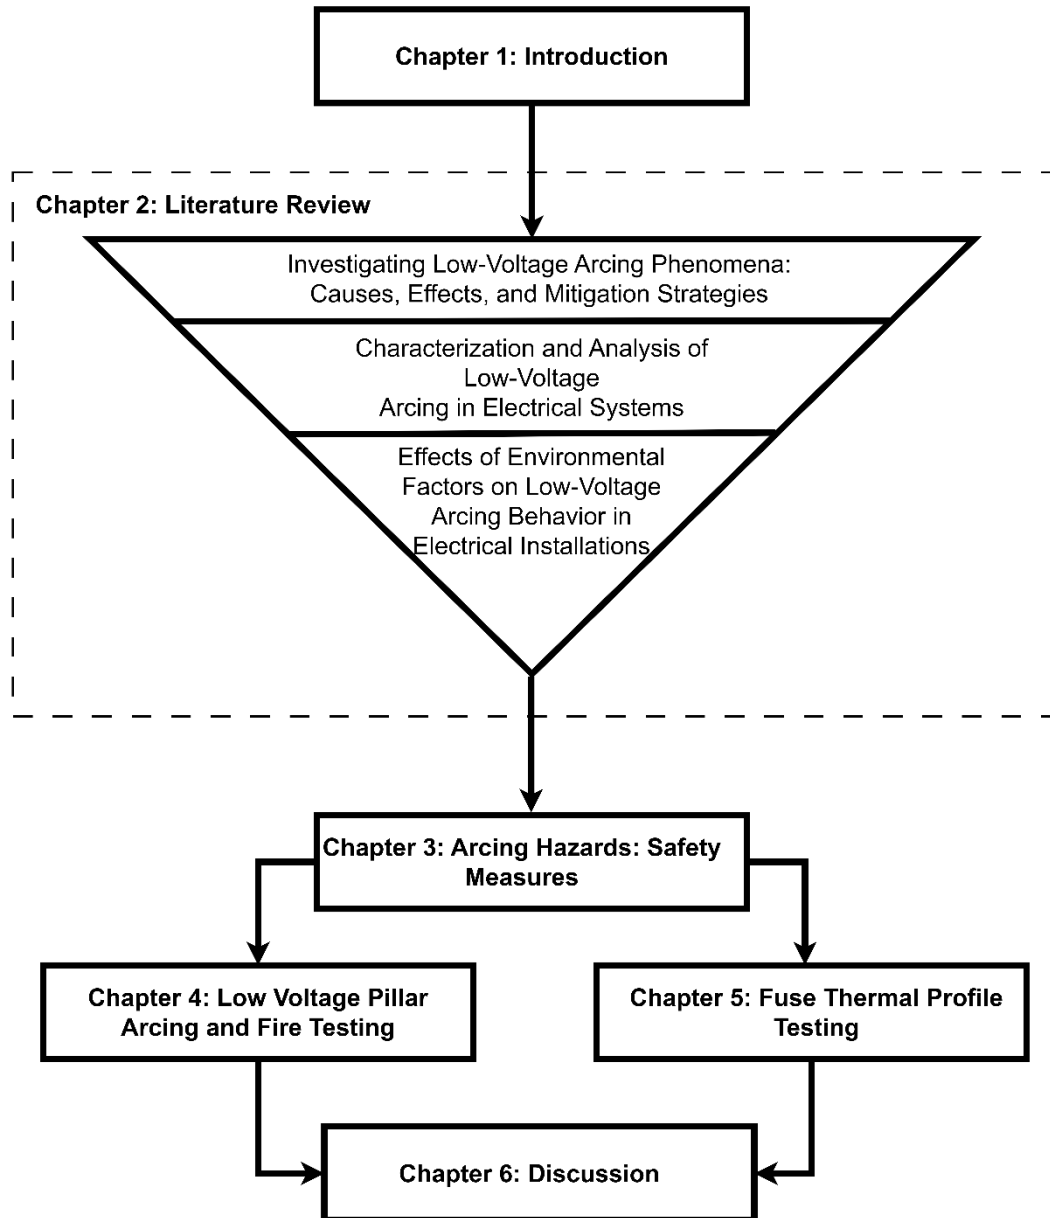 Chapter 1: Introduction
Chapter 2: Literature Review
Investigating Low-Voltage Arcing Phenomena:
Causes, Effects, and Mitigation Strategies
Characterization and Analysis of
Low-Voltage
Arcing in Electrical Systems
Effects of Environmental
Factors on Low-Voltage
Arcing Behavior in
Electrical Installations
Chapter 3: Arcing Hazards: Safety
Measures
Chapter 4: Low Voltage Pillar
Arcing and Fire Testing
Chapter 5: Fuse Thermal Profile
Testing
Chapter 6: Discussion